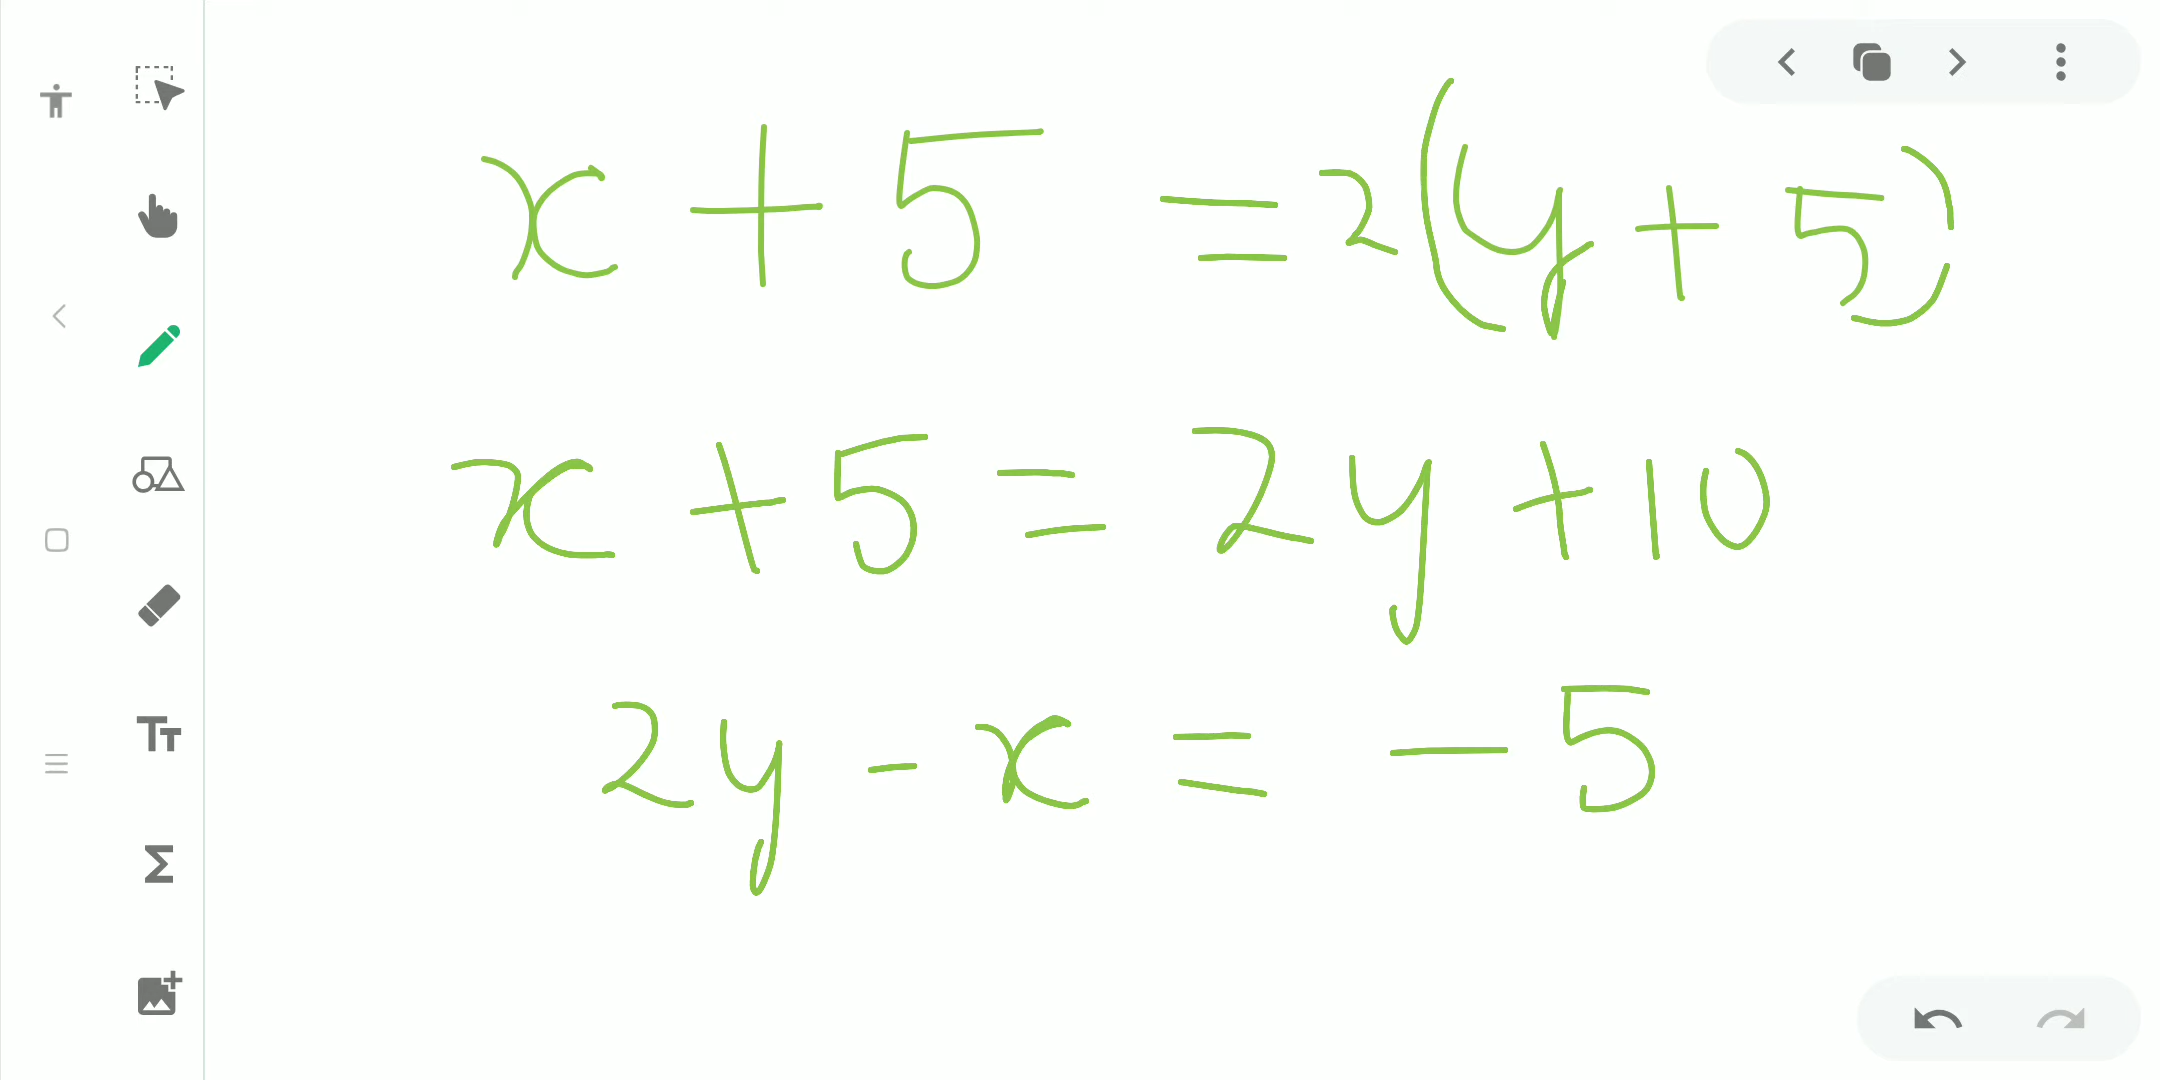 x + 5 = 2(y + 5)
x + 5 = 2y + 10
2y - x = - 5